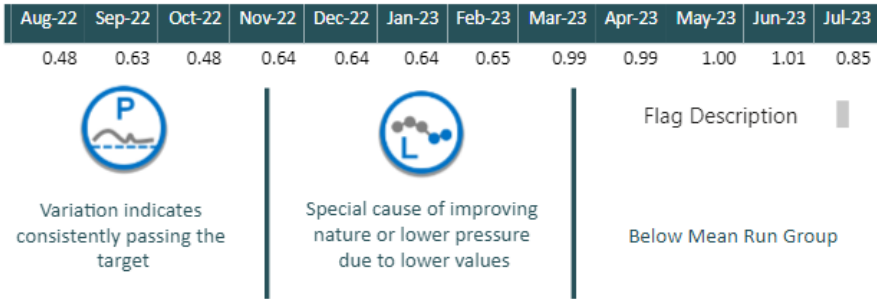 Aug-22 Sep-22 Oct-22 Nov-22 Dec-22 Jan-23 Feb-23 Mar-23 Apr-23 May-23 Jun-23 Jul-23
0.48 0.63 0.48 0.64 0.64 0.64 0.65 0.99 0.99 1.00 1.01 0.85
P
L
Flag Description
Variation indicates
consistently passing the
target
Special cause of improving
nature or lower pressure
due to lower values
Below Mean Run Group